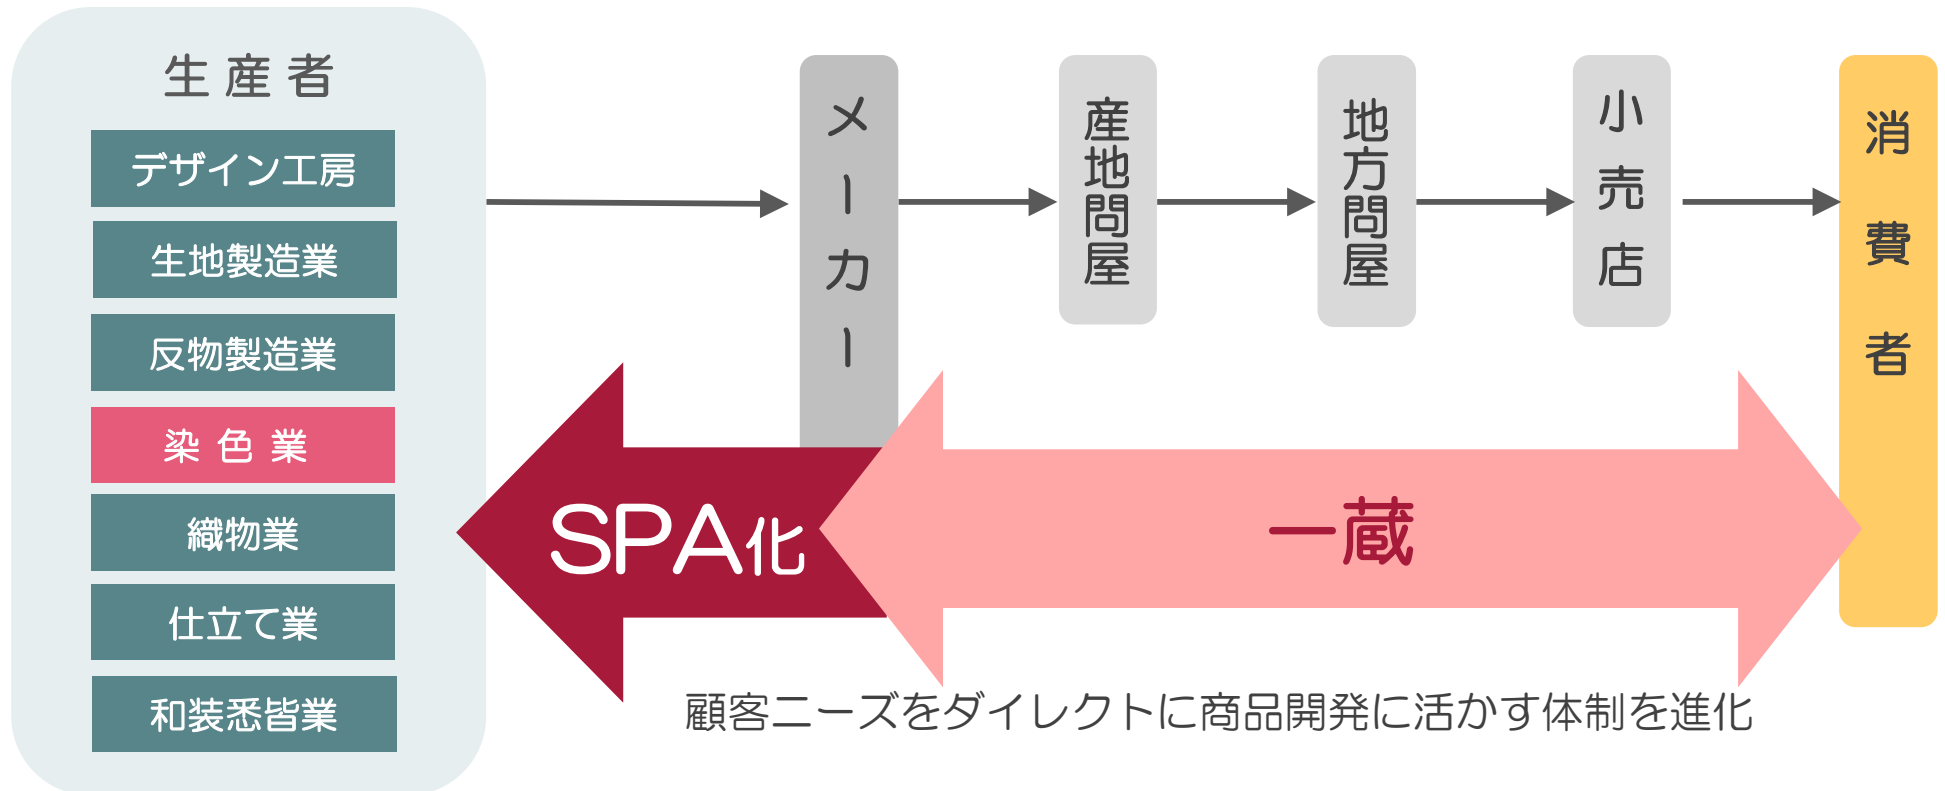 生産者
デザイン工房
生地製造業
反物製造業
染色業
織物業
仕立て業
和装悉皆業
メーカー
産地問屋
地方問屋
小売店
消費者
SPA化
一蔵
顧客ニーズをダイレクトに商品開発に活かす体制を進化